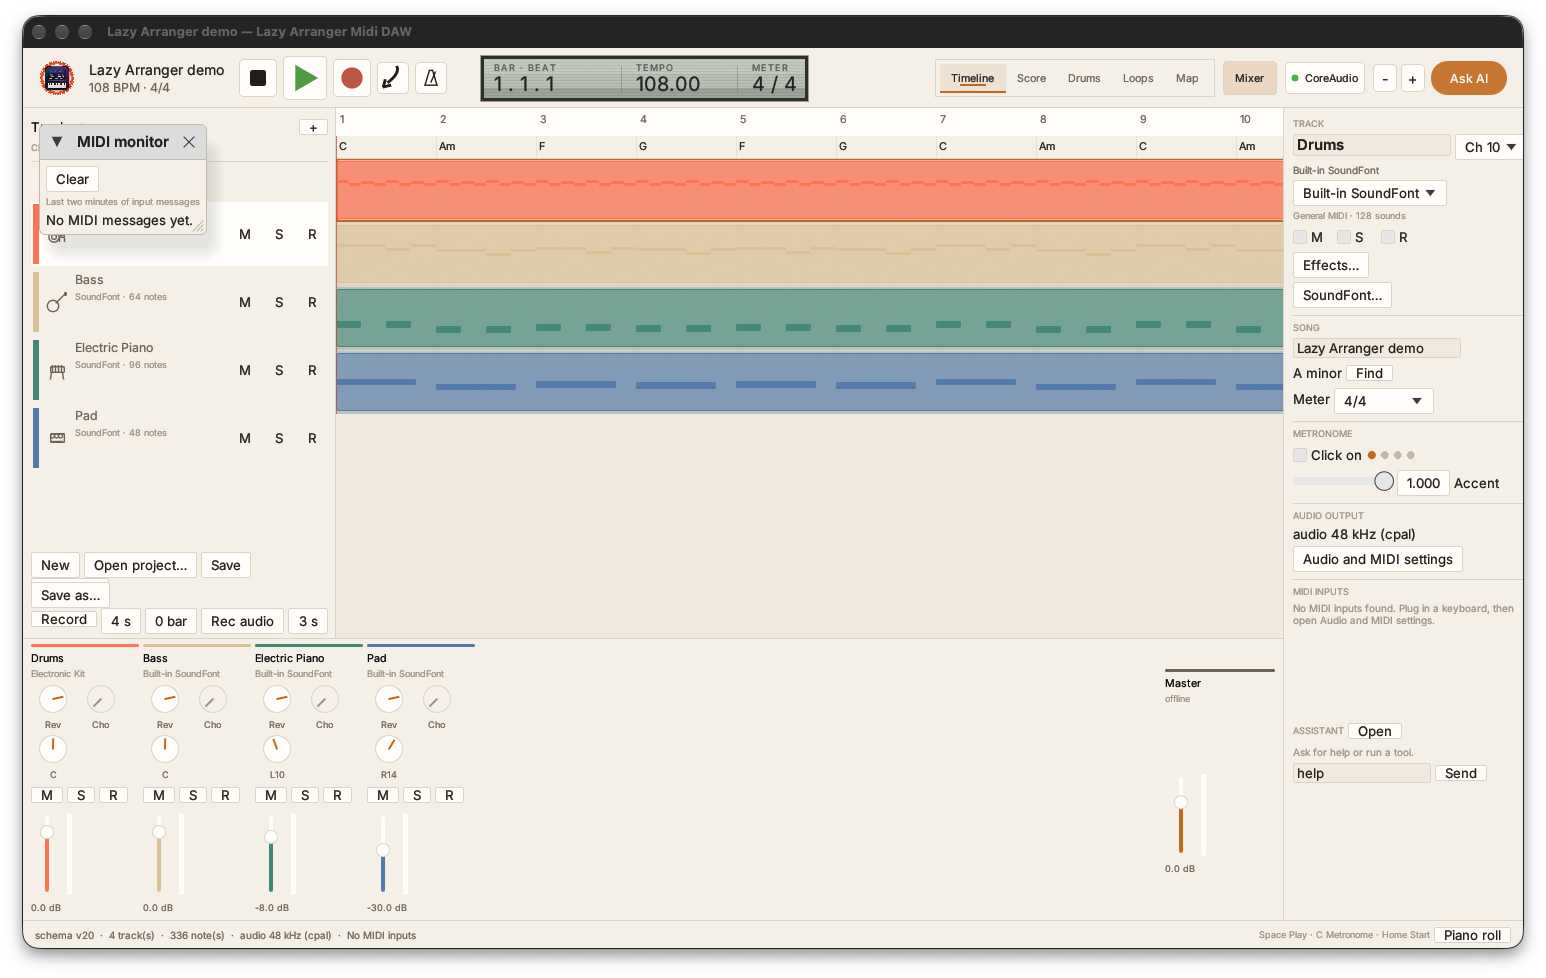 Lazy Arranger demo — Lazy Arranger Midi DAW
Lazy Arranger demo
108 BPM · 4/4
BAR · BEAT
1.1.1
TEMPO
108.00
METER
4/4
Timeline
Score
Drums
Loops
Map
Mixer
CoreAudio
-
+
Ask AI
+
MIDI monitor
Clear
Last two minutes of input messages
No MIDI messages yet.
M S R
Bass
SoundFont · 64 notes
M S R
Electric Piano
SoundFont · 96 notes
M S R
Pad
SoundFont · 48 notes
M S R
New
Open project...
Save
Save as...
Record
4 s
0 bar
Rec audio
3 s
1 2 3 4 5 6 7 8 9 10
C Am F G F G C Am C Am
TRACK
Drums
Ch 10
Built-in SoundFont
Built-in SoundFont
General MIDI · 128 sounds
M S R
Effects...
SoundFont...
SONG
Lazy Arranger demo
A minor
Find
Meter
4/4
METRONOME
Click on
1.000
Accent
AUDIO OUTPUT
audio 48 kHz (cpal)
Audio and MIDI settings
MIDI INPUTS
No MIDI inputs found. Plug in a keyboard, then
open Audio and MIDI settings.
ASSISTANT
Open
Ask for help or run a tool.
help
Send
Drums
Electronic Kit
Rev
Cho
C
M S R
0.0 dB
Bass
Built-in SoundFont
Rev
Cho
C
M S R
0.0 dB
Electric Piano
Built-in SoundFont
Rev
Cho
L10
M S R
-8.0 dB
Pad
Built-in SoundFont
Rev
Cho
R14
M S R
-30.0 dB
Master
offline
0.0 dB
schema v20 · 4 track(s) · 336 note(s) · audio 48 kHz (cpal) · No MIDI inputs
Space Play · C Metronome · Home Start
Piano roll